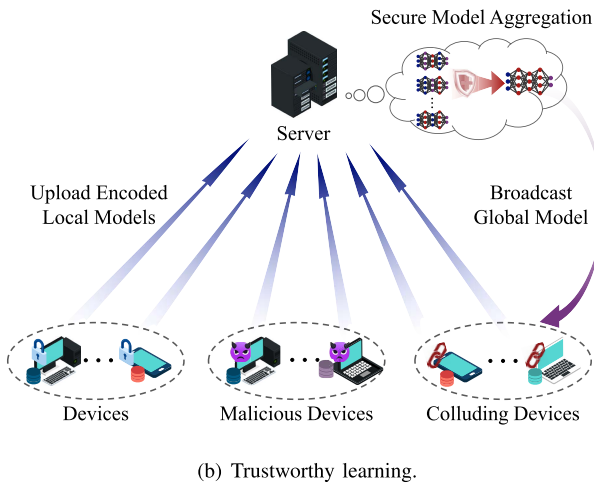 Secure Model Aggregation
Server
Upload Encoded
Local Models
Broadcast
Global Model
Devices
Malicious Devices
Colluding Devices
(b) Trustworthy learning.